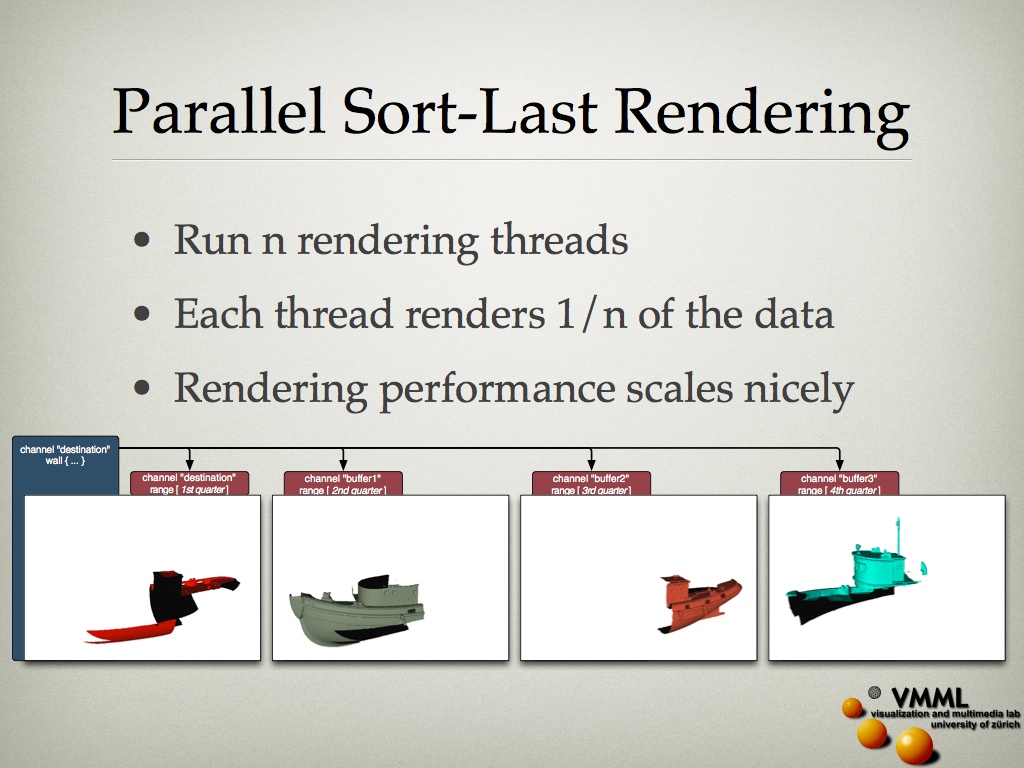 Parallel Sort-Last Rendering
• Run n rendering threads
• Each thread renders 1/n of the data
• Rendering performance scales nicely
channel "destination"
wall { ... }
channel "destination"
range [ 1st quarter ]
channel "buffer1"
range [ 2nd quarter ]
channel "buffer2"
range [ 3rd quarter ]
channel "buffer3"
range [ 4th quarter ]
VMML
visualization and multimedia lab
university of zürich